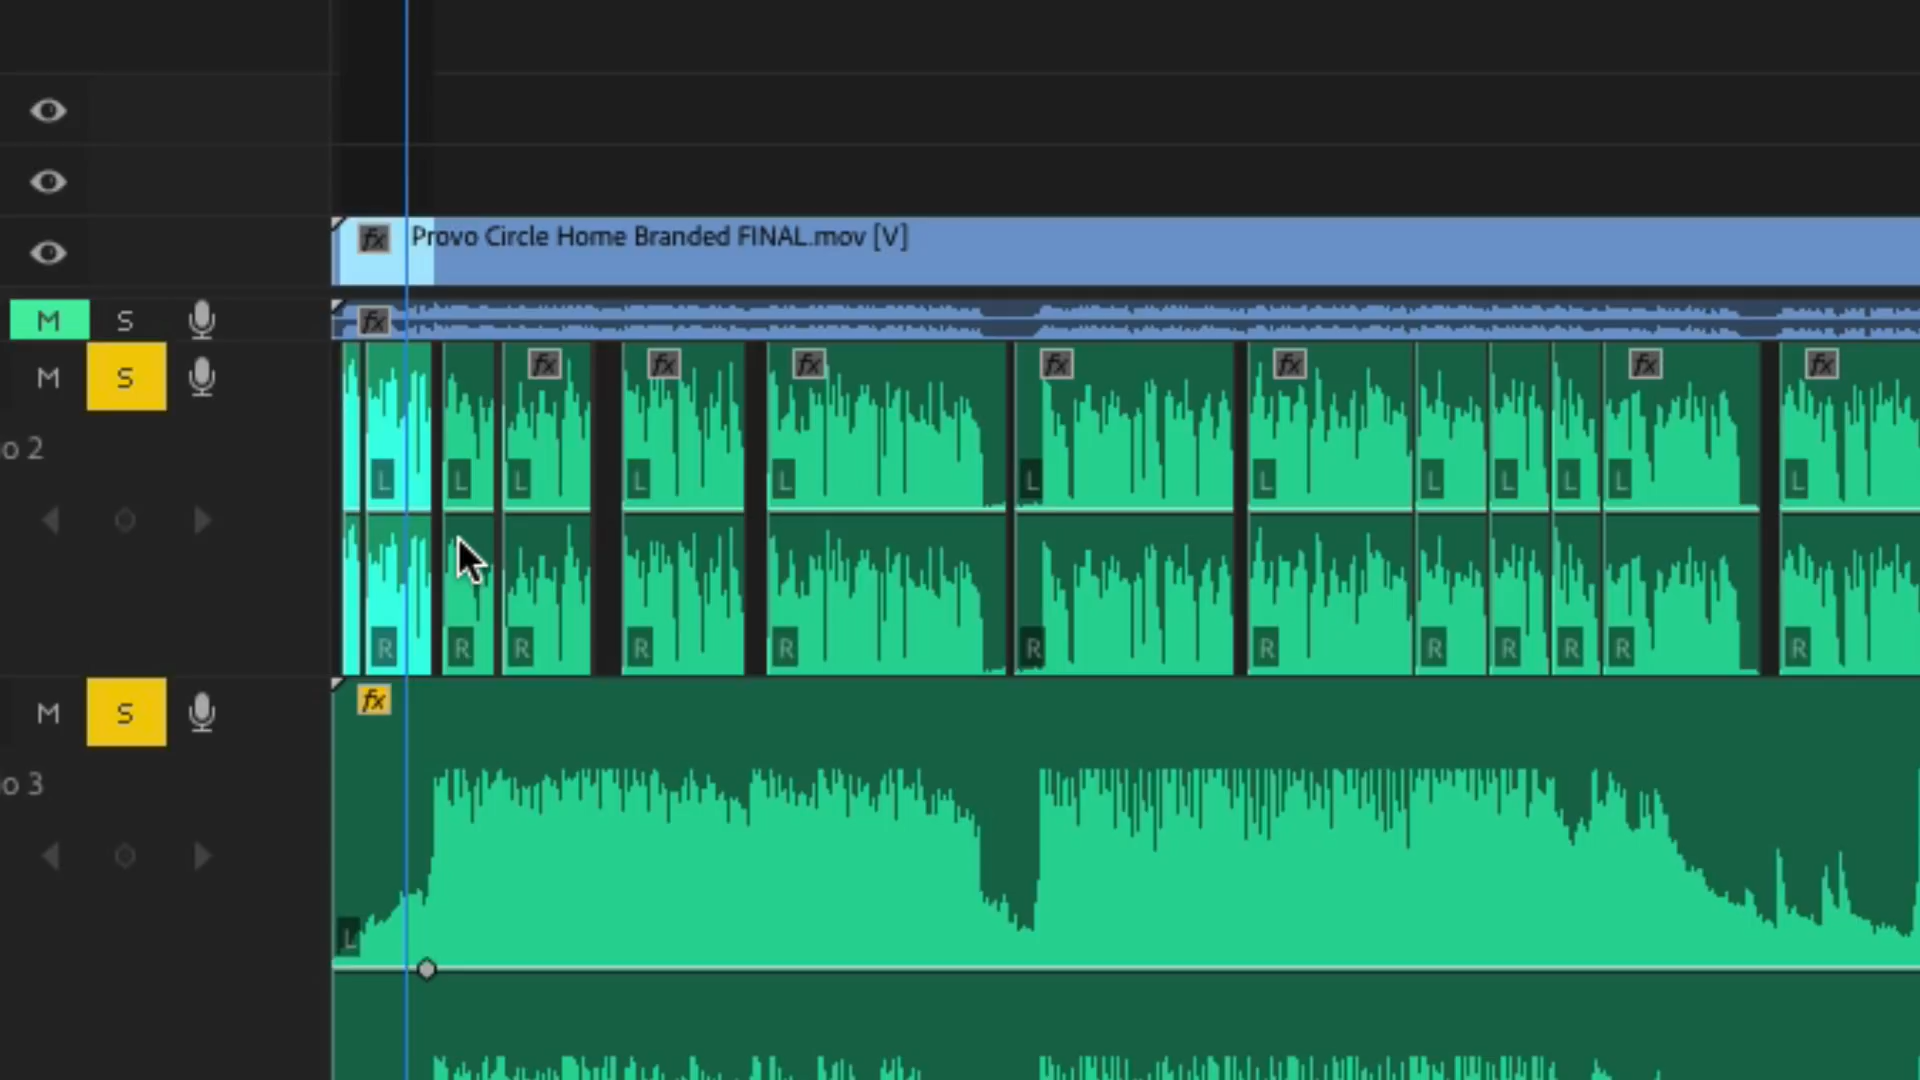 fx Provo Circle Home Branded FINAL.mov [V]
M S fx
M S fx fx fx fx fx fx fx
o 2 L L L L L L L L L L L L
R R R R R R R R R R R R
M S fx
o 3
L